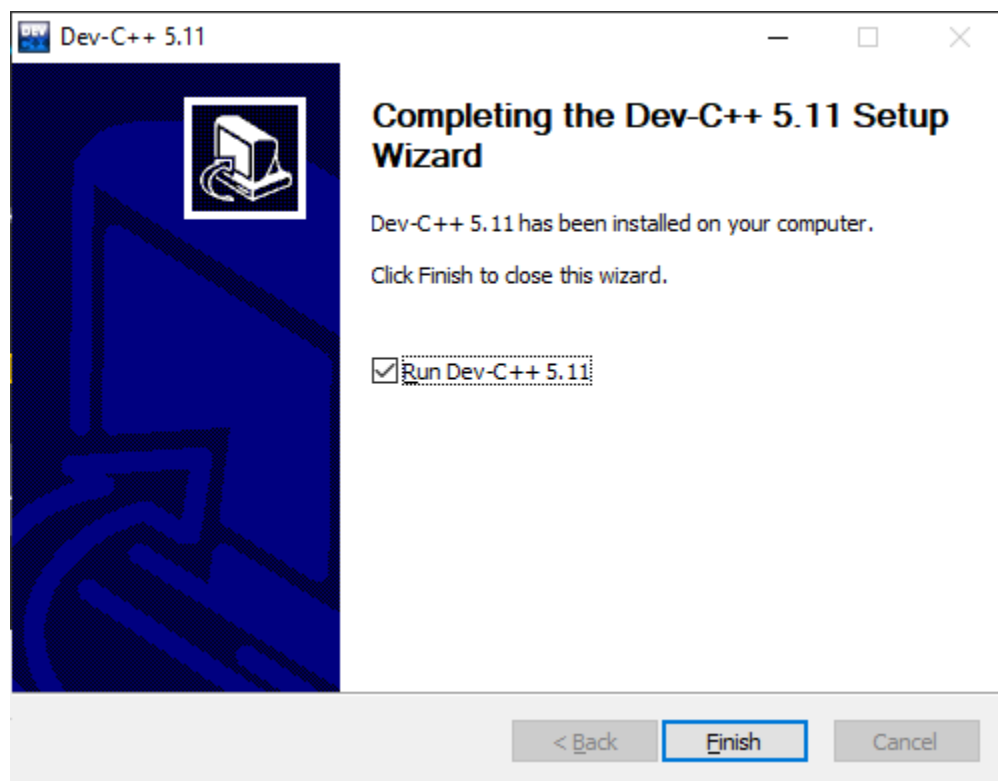 Dev-C++ 5.11
Completing the Dev-C++ 5.11 Setup
Wizard
Dev-C++ 5.11 has been installed on your computer.
Click Finish to close this wizard.
Run Dev-C++ 5.11
< Back
Finish
Cancel